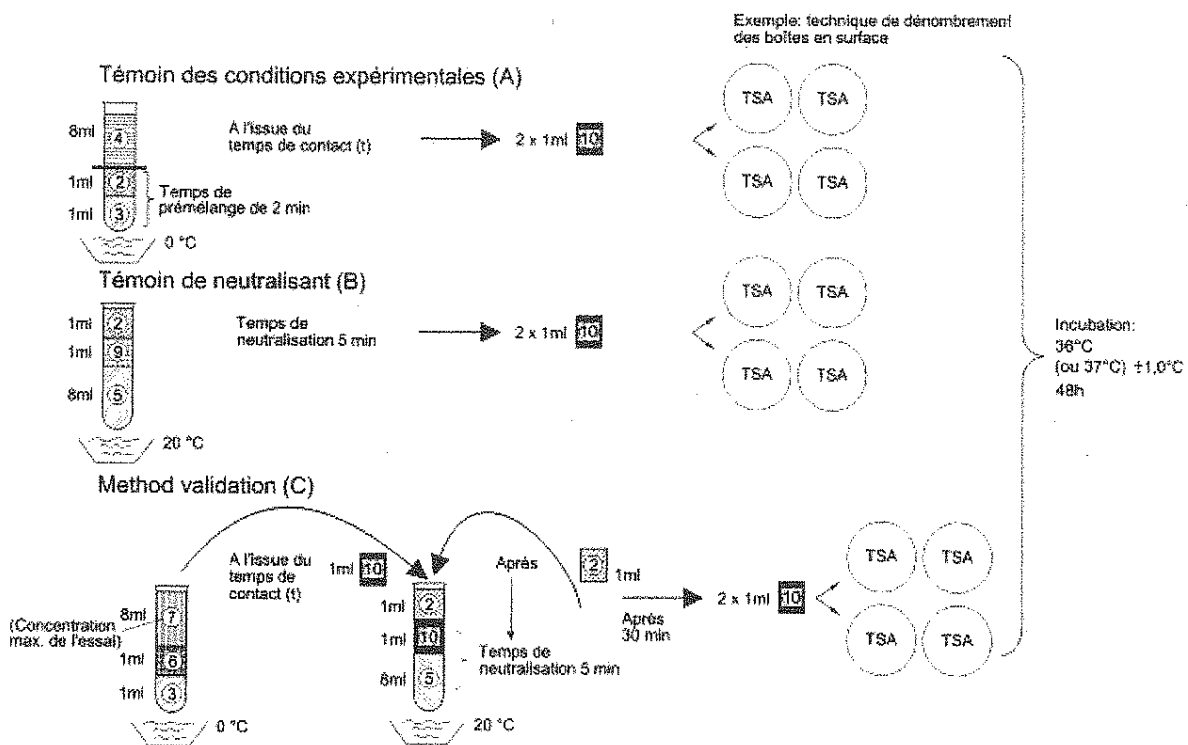 Exemple: technique de dénombrement
des boîtes en surface
Témoin des conditions expérimentales (A)
8ml
4
1ml
2
1ml
3
Temps de
prémélange de 2 min
0 °C
A l'issue du
temps de contact (t)
2 x 1ml 10
TSA TSA
TSA TSA
Témoin de neutralisant (B)
1ml
2
1ml
9
8ml
5
20 °C
Temps de
neutralisation 5 min
2 x 1ml 10
TSA TSA
TSA TSA
Incubation:
36°C
(ou 37°C) ±1,0°C
48h
Method validation (C)
(Concentration
max. de l'essai)
8ml
7
1ml
6
1ml
3
0 °C
A l'issue du
temps de
contact (t)
1ml 10
1ml
2
1ml
10
8ml
5
20 °C
Après
Temps de
neutralisation 5 min
2 1ml
Après
30 min
2 x 1ml 10
TSA TSA
TSA TSA